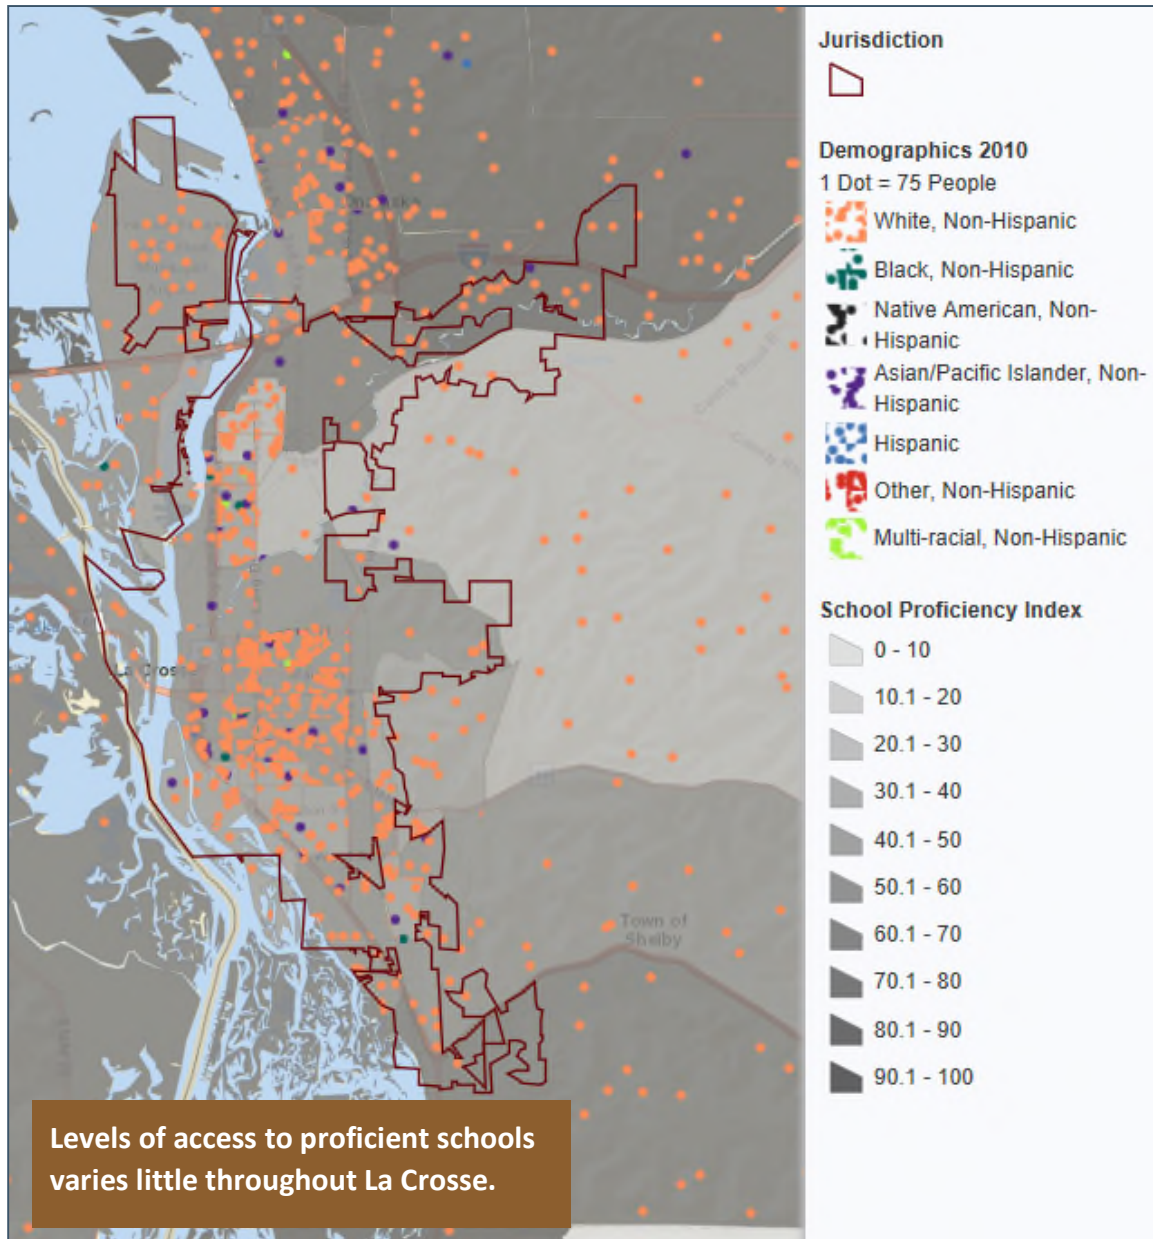 Jurisdiction
Demographics 2010
1 Dot = 75 People
White, Non-Hispanic
Black, Non-Hispanic
Native American, Non-
Hispanic
Asian/Pacific Islander, Non-
Hispanic
Hispanic
Other, Non-Hispanic
Multi-racial, Non-Hispanic
School Proficiency Index
0 - 10
10.1 - 20
20.1 - 30
30.1 - 40
40.1 - 50
50.1 - 60
60.1 - 70
70.1 - 80
80.1 - 90
90.1 - 100
Town of
Shelby
Levels of access to proficient schools
varies little throughout La Crosse.